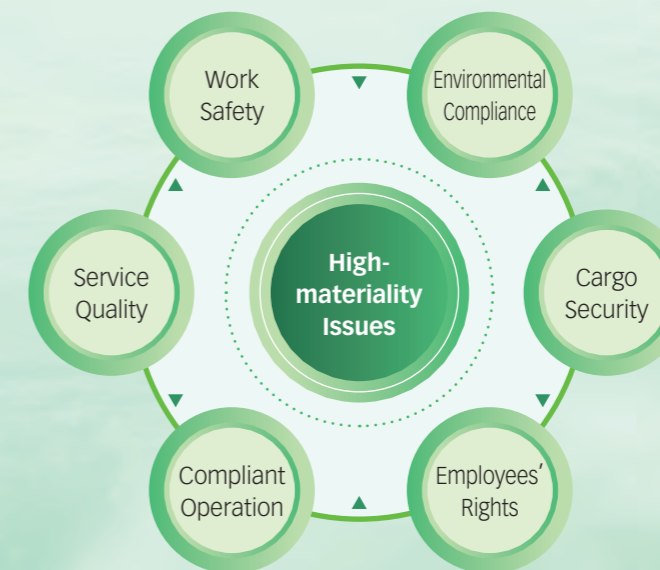 Work
Safety
Environmental
Compliance
Service
Quality
High-
materiality
Issues
Cargo
Security
Compliant
Operation
Employees’
Rights